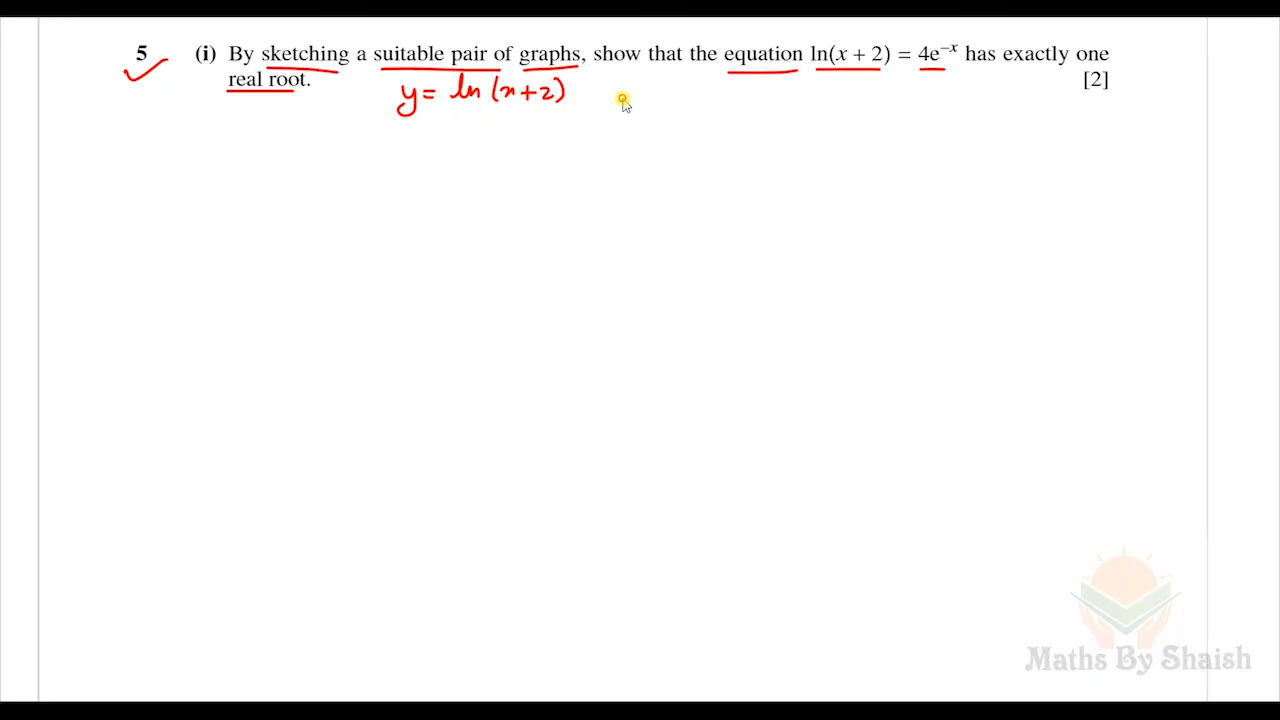 5 (i) By sketching a suitable pair of graphs, show that the equation ln(x + 2) = 4e⁻ˣ has exactly one
real root. [2]
y = ln (x+2)
Maths By Shaish